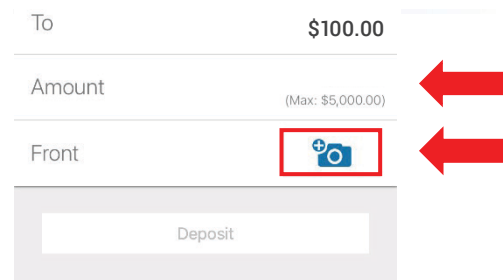 To $100.00
Amount (Max: $5,000.00)
Front
Deposit